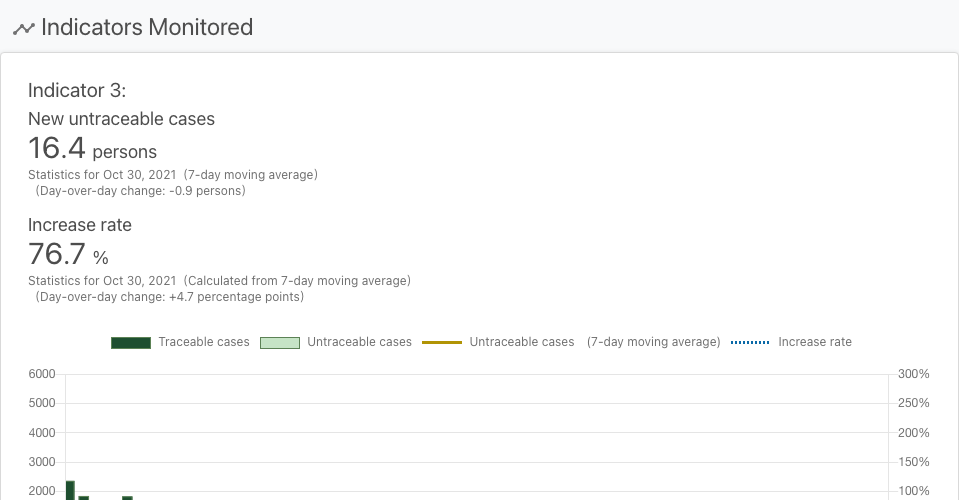 Indicators Monitored
Indicator 3:
New untraceable cases
16.4 persons
Statistics for Oct 30, 2021 (7-day moving average)
(Day-over-day change: -0.9 persons)
Increase rate
76.7 %
Statistics for Oct 30, 2021 (Calculated from 7-day moving average)
(Day-over-day change: +4.7 percentage points)
Traceable cases Untraceable cases Untraceable cases (7-day moving average) Increase rate
6000 300%
5000 250%
4000 200%
3000 150%
2000 100%